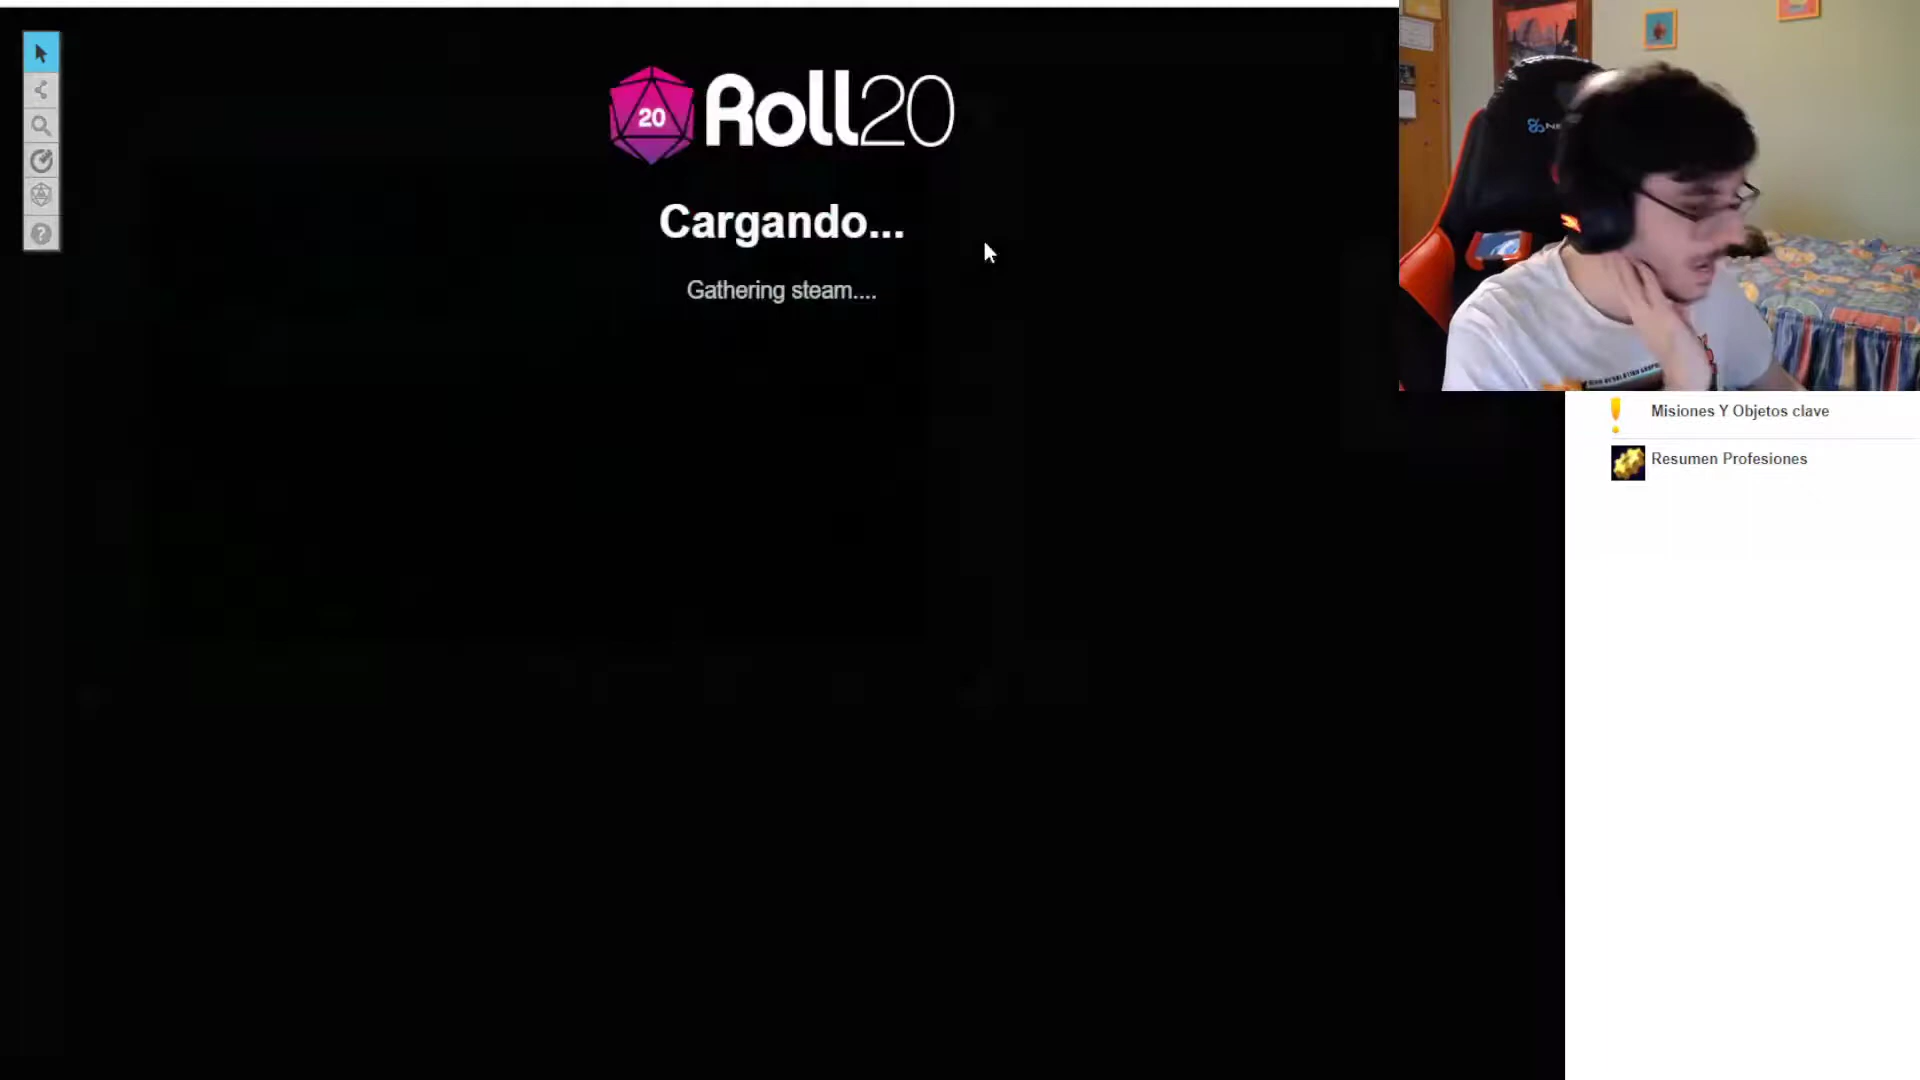 20
Roll20
Cargando...
Gathering steam....
?
Misiones Y Objetos clave
Resumen Profesiones